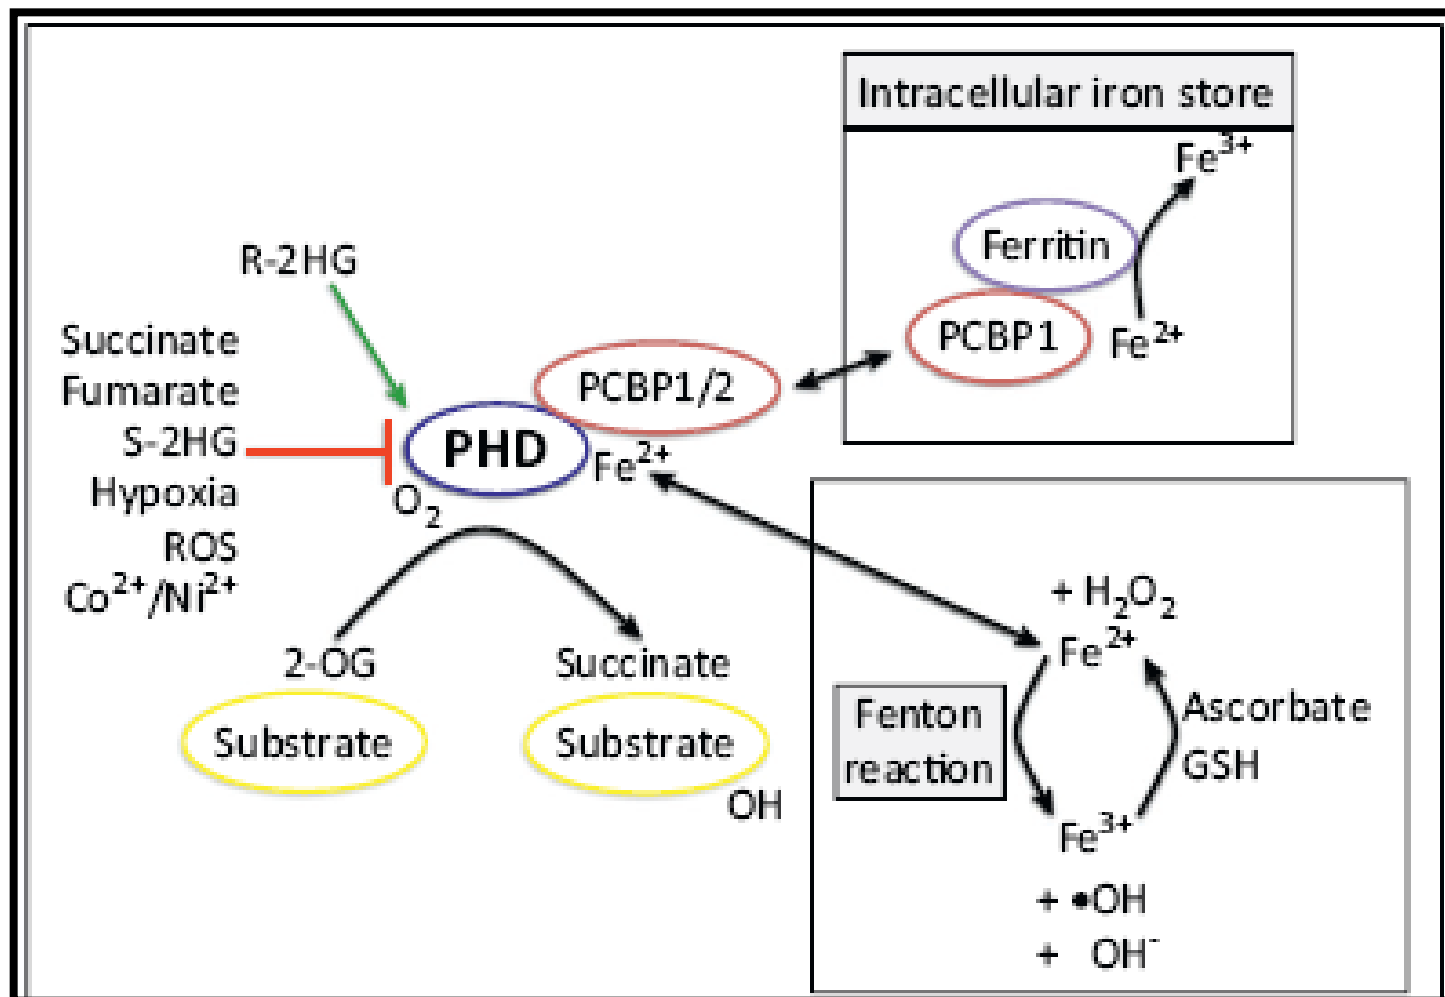 Intracellular iron store
Fe³⁺
Ferritin
PCBP1
Fe²⁺
R-2HG
Succinate
Fumarate
S-2HG
Hypoxia
ROS
Co²⁺/Ni²⁺
PCBP1/2
PHD
Fe²⁺
O₂
2-OG
Succinate
Substrate
Substrate
OH
+ H₂O₂
Fe²⁺
Fenton
reaction
Ascorbate
GSH
Fe³⁺
+ •OH
+ OH⁻